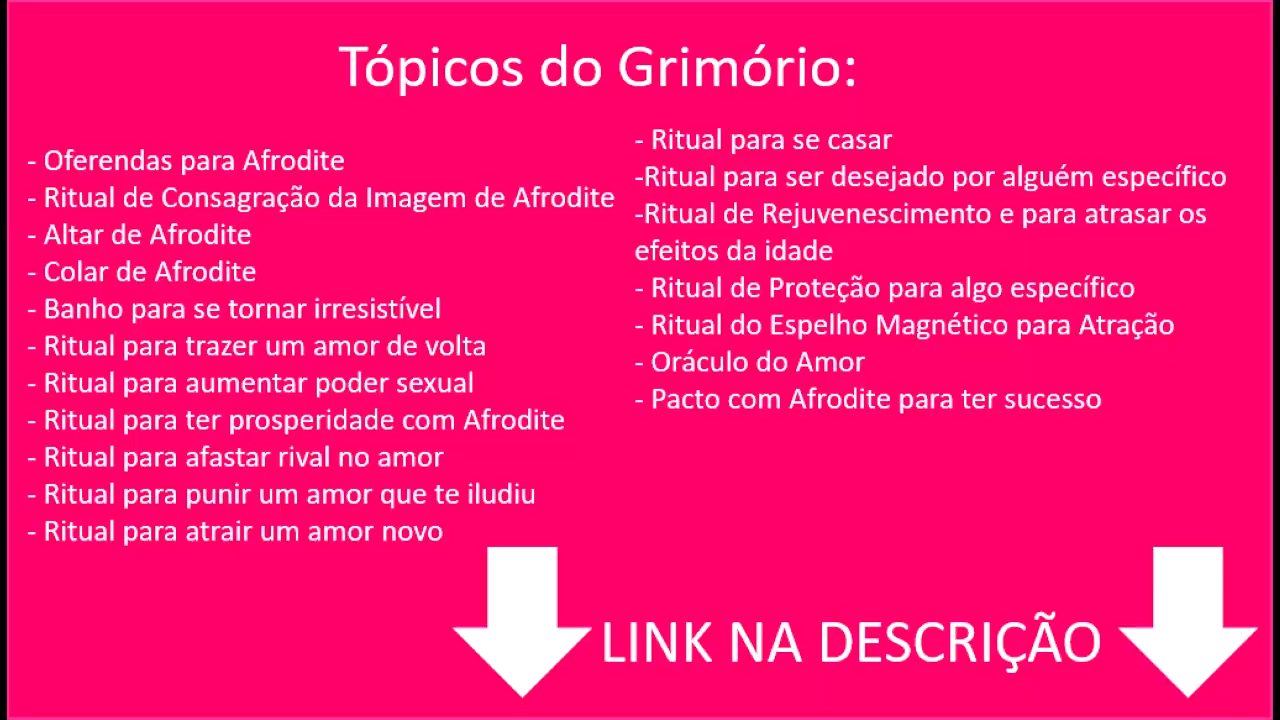 Tópicos do Grimório:
- Oferendas para Afrodite
- Ritual de Consagração da Imagem de Afrodite
- Altar de Afrodite
- Colar de Afrodite
- Banho para se tornar irresistível
- Ritual para trazer um amor de volta
- Ritual para aumentar poder sexual
- Ritual para ter prosperidade com Afrodite
- Ritual para afastar rival no amor
- Ritual para punir um amor que te iludiu
- Ritual para atrair um amor novo
- Ritual para se casar
-Ritual para ser desejado por alguém específico
-Ritual de Rejuvenescimento e para atrasar os
efeitos da idade
- Ritual de Proteção para algo específico
- Ritual do Espelho Magnético para Atração
- Oráculo do Amor
- Pacto com Afrodite para ter sucesso
LINK NA DESCRIÇÃO